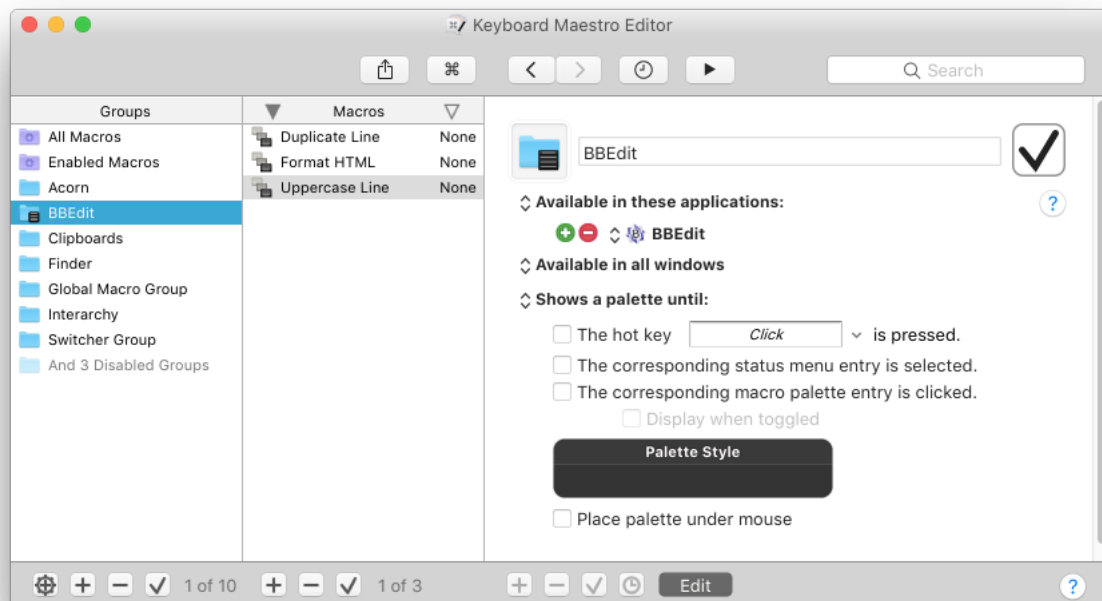 Keyboard Maestro Editor
Search
Groups
All Macros
Enabled Macros
Acorn
BBEdit
Clipboards
Finder
Global Macro Group
Interarchy
Switcher Group
And 3 Disabled Groups
1 of 10
Macros
Duplicate Line None
Format HTML None
Uppercase Line None
1 of 3
BBEdit
Available in these applications:
?
BBEdit
Available in all windows
Shows a palette until:
The hot key Click is pressed.
The corresponding status menu entry is selected.
The corresponding macro palette entry is clicked.
Display when toggled
Palette Style
Place palette under mouse
Edit
?